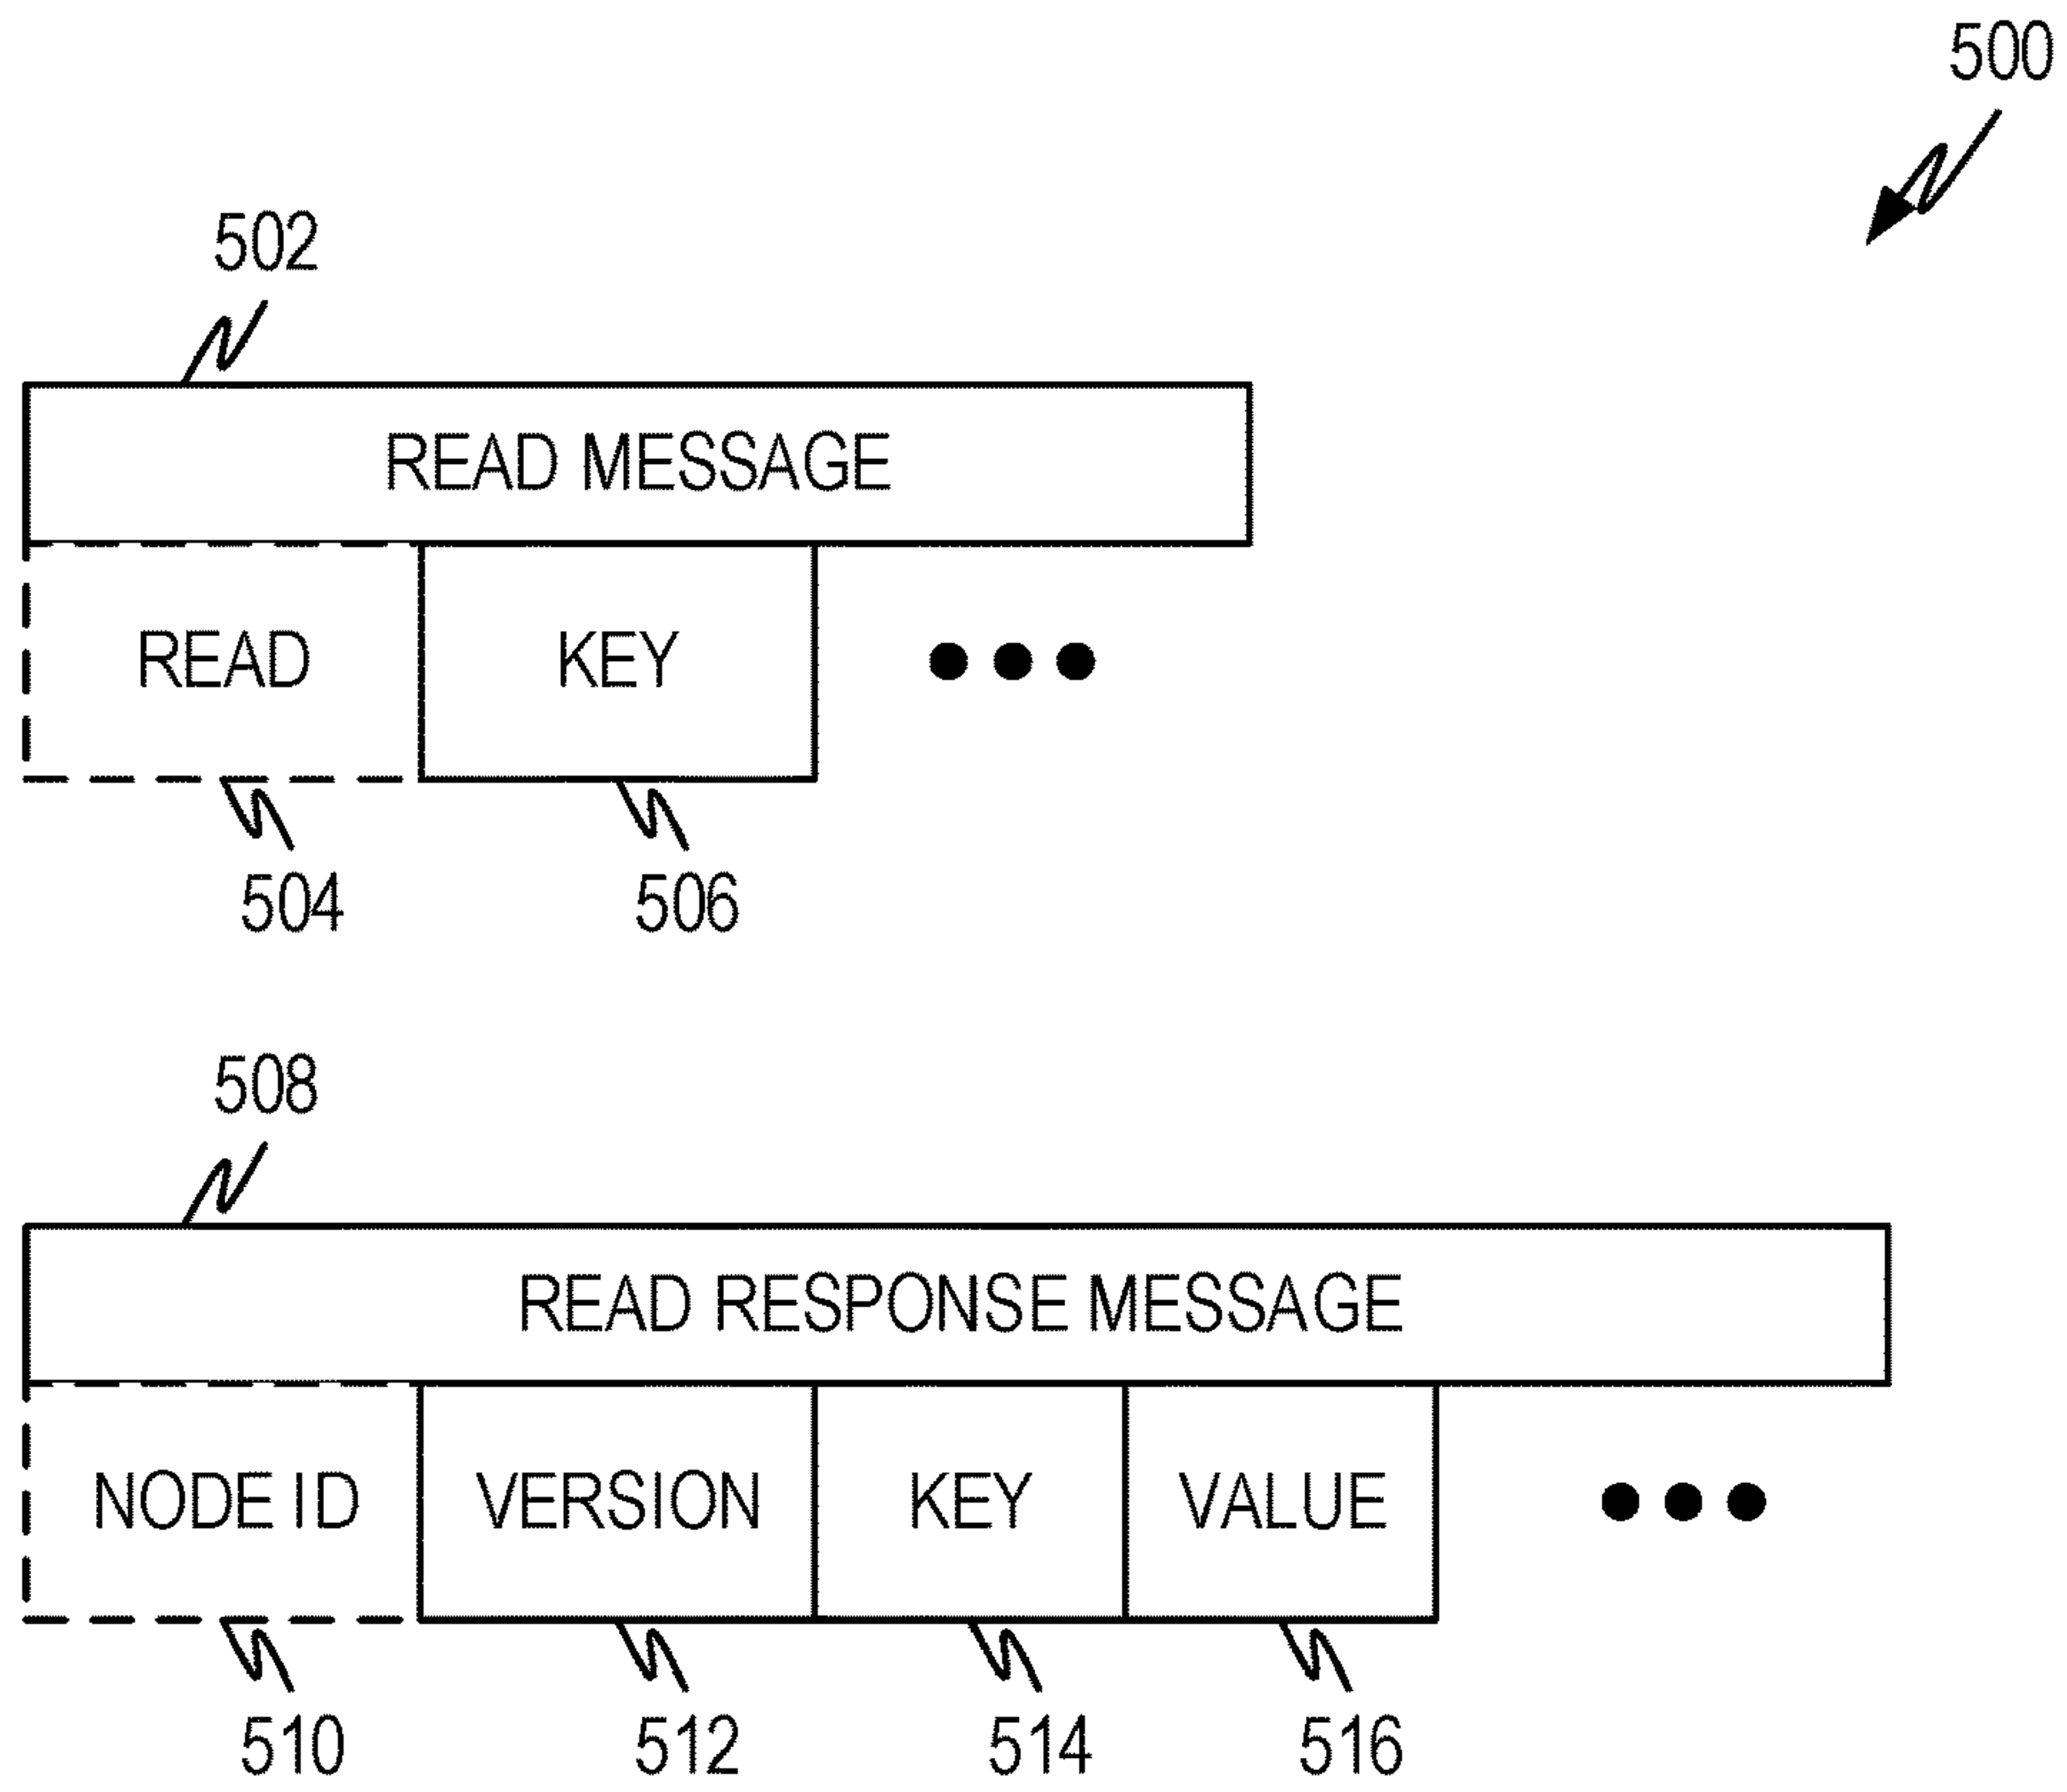 500
502
READ MESSAGE
READ KEY
504 506
508
READ RESPONSE MESSAGE
NODE ID VERSION KEY VALUE
510 512 514 516